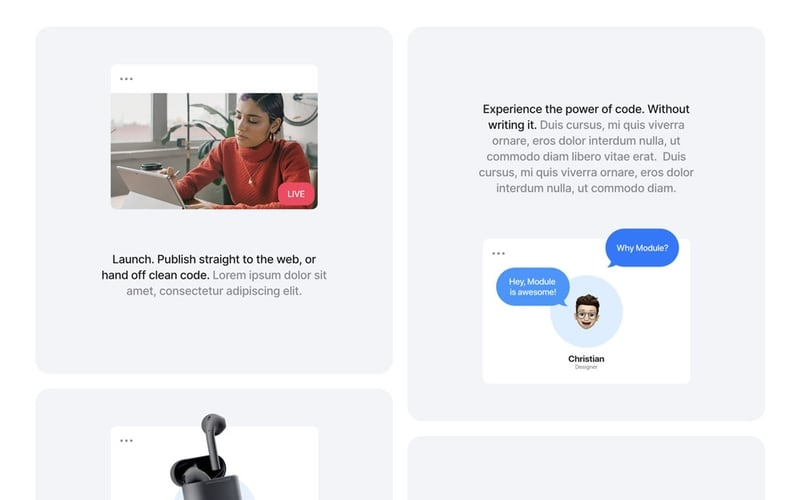 LIVE
Launch. Publish straight to the web, or
hand off clean code. Lorem ipsum dolor sit
amet, consectetur adipiscing elit.
Experience the power of code. Without
writing it. Duis cursus, mi quis viverra
ornare, eros dolor interdum nulla, ut
commodo diam libero vitae erat.  Duis
cursus, mi quis viverra ornare, eros dolor
interdum nulla, ut commodo diam.
Why Module?
Hey, Module
is awesome!
Christian
Designer